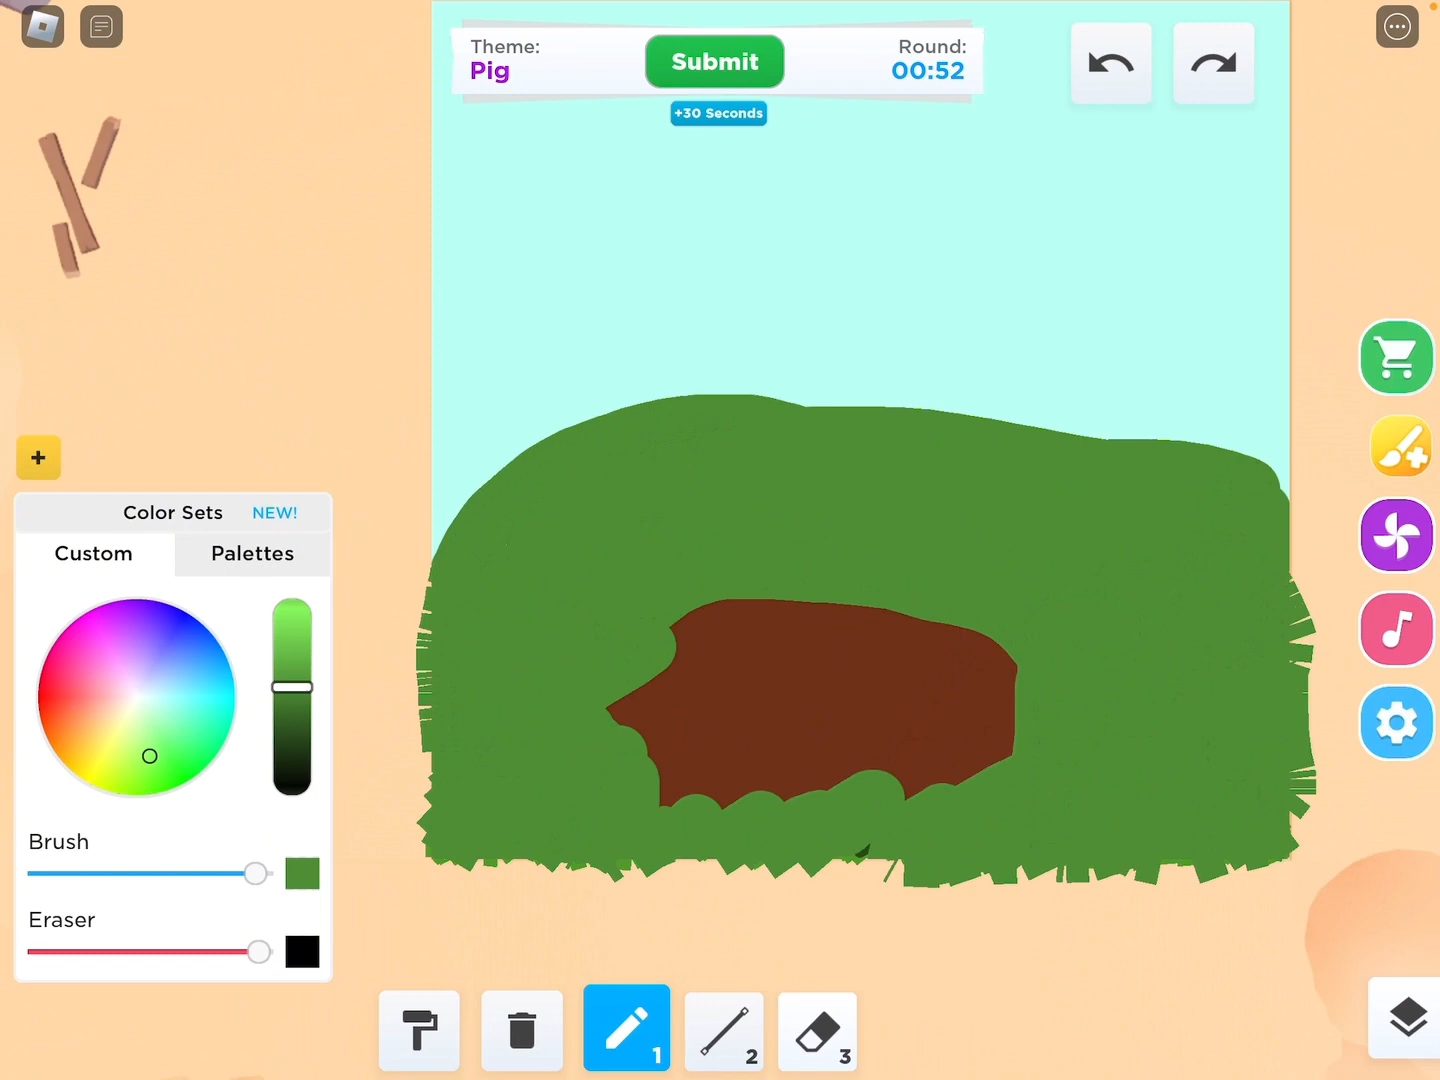 Theme:
Pig
Submit
Round:
00:52
+30 Seconds
+
Color Sets NEW!
Custom
Palettes
Brush
Eraser
1
2
3